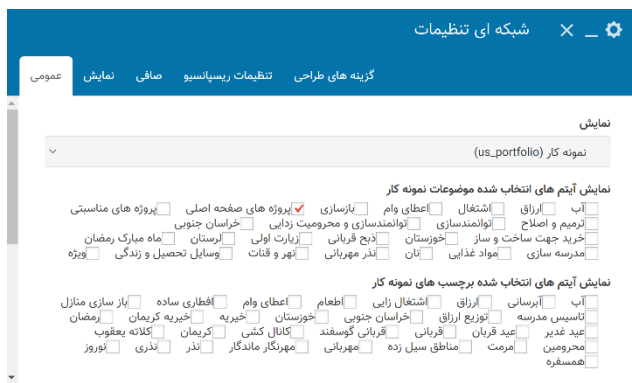 شبکه ای تنظیمات
گزینه های طراحی تنظیمات ریسپانسیو صافی نمایش عمومی
نمایش
نمونه کار (us_portfolio)
نمایش آیتم های انتخاب شده موضوعات نمونه کار
آب ارزاق اشتغال اعطای وام بازسازی پروژه های صفحه اصلی پروژه های مناسبتی
ترمیم و اصلاح توانمندسازی توانمندسازی و محرومیت زدایی خراسان جنوبی
خرید جهت ساخت و ساز خوزستان ذبح قربانی زیارت اولی لرستان ماه مبارک رمضان
مدرسه سازی مواد غذایی نان نذر مهربانی نهر و قنات وسایل تحصیل و زندگی ویژه
نمایش آیتم های انتخاب شده برچسب های نمونه کار
آب آبرسانی ارزاق اشتغال زایی اطعام اعطای وام افطاری ساده باز سازی منازل
تاسیس مدرسه توزیع ارزاق خراسان جنوبی خوزستان خیریه خیریه کریمان رمضان
عید غدیر عید قربان قربانی قربانی گوسفند کانال کشی کریمان کلاته یعقوب
محرومین مرمت مناطق سیل زده مهربانی مهرنگار ماندگار نذر نذری نوروز
همسفره